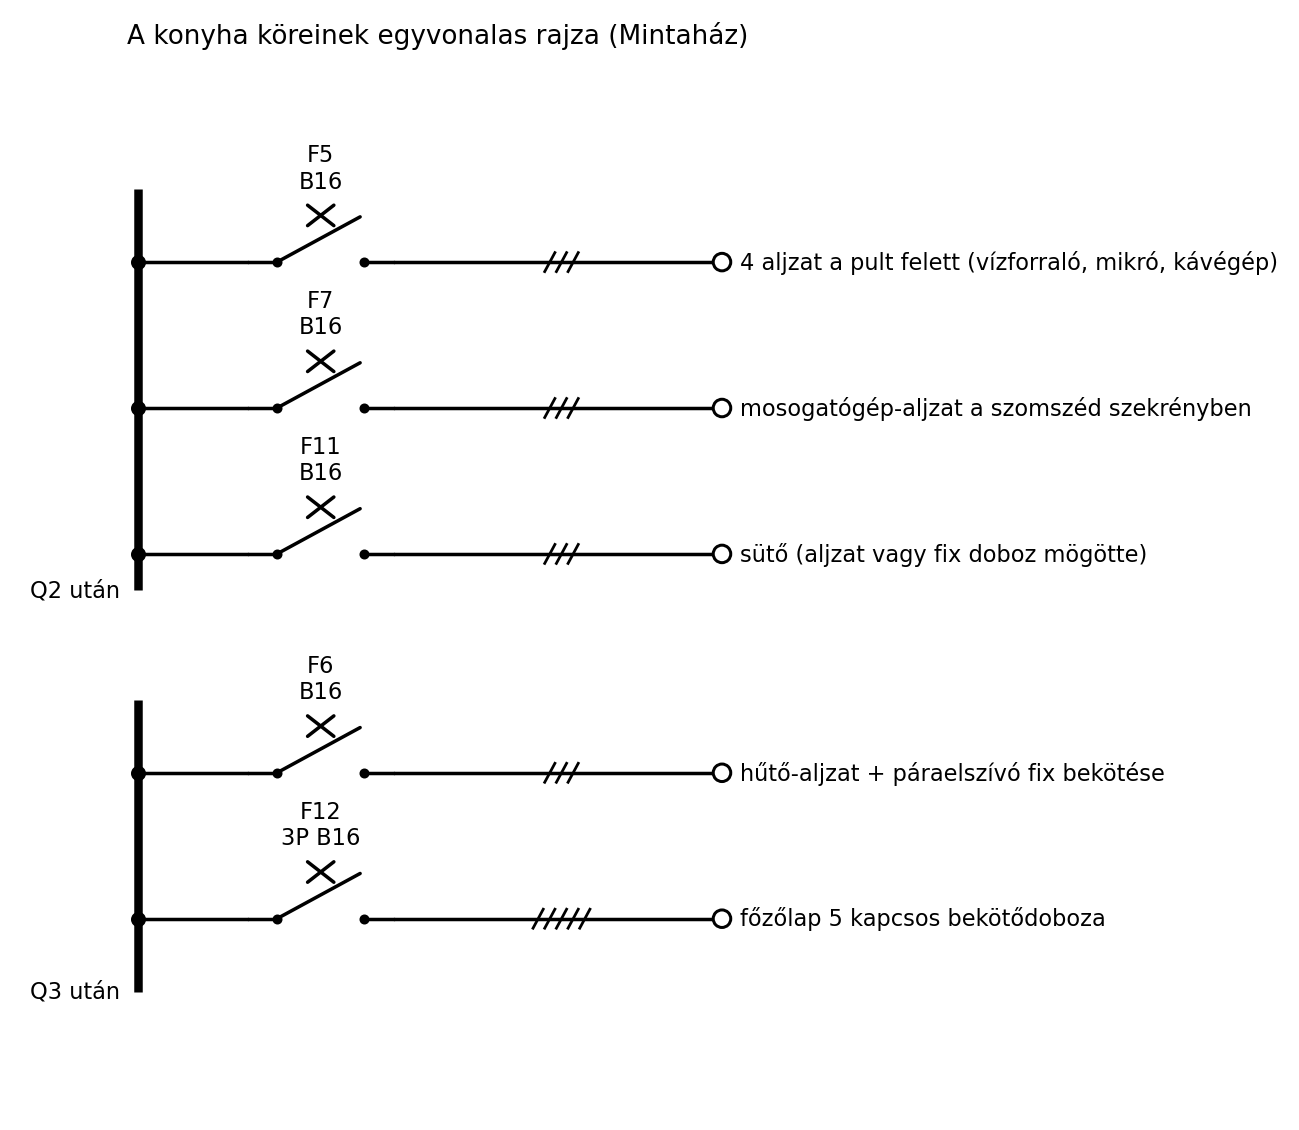 A konyha köreinek egyvonalas rajza (Mintaház)
F5
B16
4 aljzat a pult felett (vízforraló, mikró, kávégép)
F7
B16
mosogatógép-aljzat a szomszéd szekrényben
F11
B16
sütő (aljzat vagy fix doboz mögötte)
Q2 után
F6
B16
hűtő-aljzat + páraelszívó fix bekötése
F12
3P B16
főzőlap 5 kapcsos bekötődoboza
Q3 után